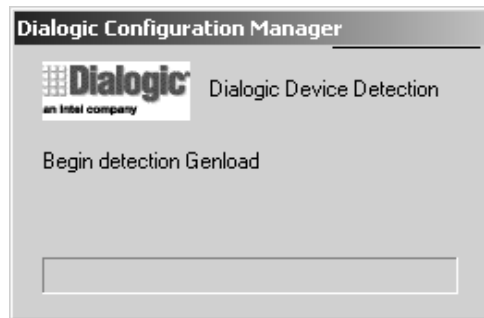 Dialogic Configuration Manager
Dialogic
an Intel company
Dialogic Device Detection
Begin detection Genload